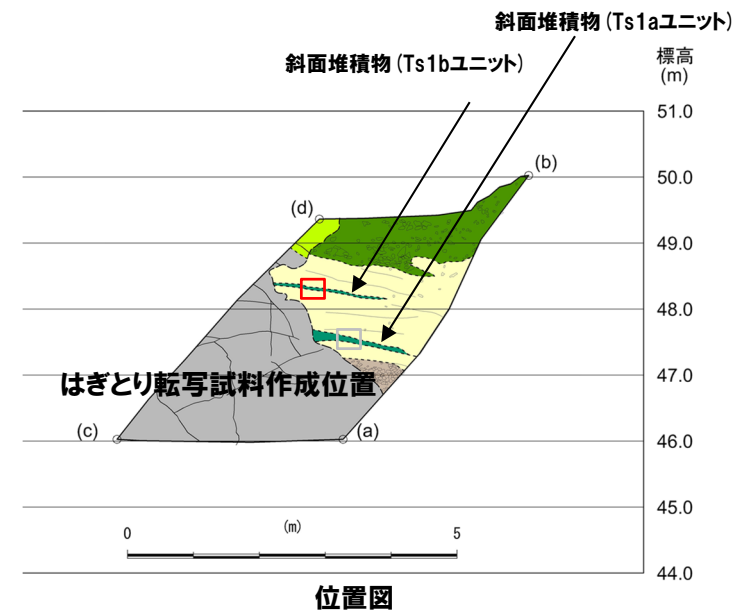 斜面堆積物(Ts1aユニット)
斜面堆積物(Ts1bユニット)
標高
(m)
51.0
(b)
50.0
(d)
49.0
48.0
47.0
はぎとり転写試料作成位置
(c)
(a)
46.0
45.0
0
(m)
5
44.0
位置図